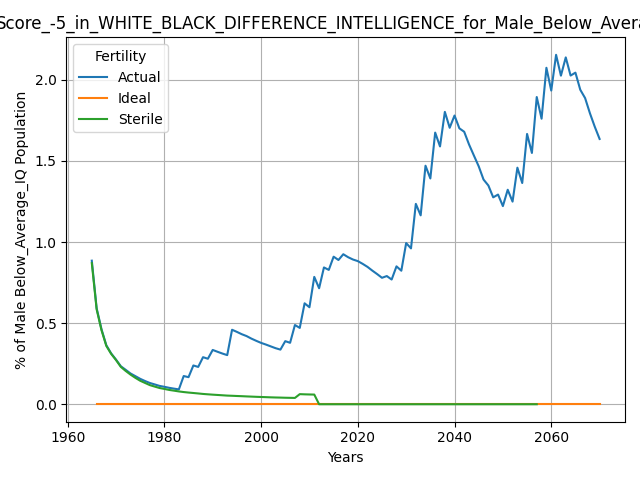 Score_-5_in_WHITE_BLACK_DIFFERENCE_INTELLIGENCE_for_Male_Below_Avera
Fertility
Actual
Ideal
Sterile
% of Male Below_Average_IQ Population
2.0
1.5
1.0
0.5
0.0
1960 1980 2000 2020 2040 2060
Years